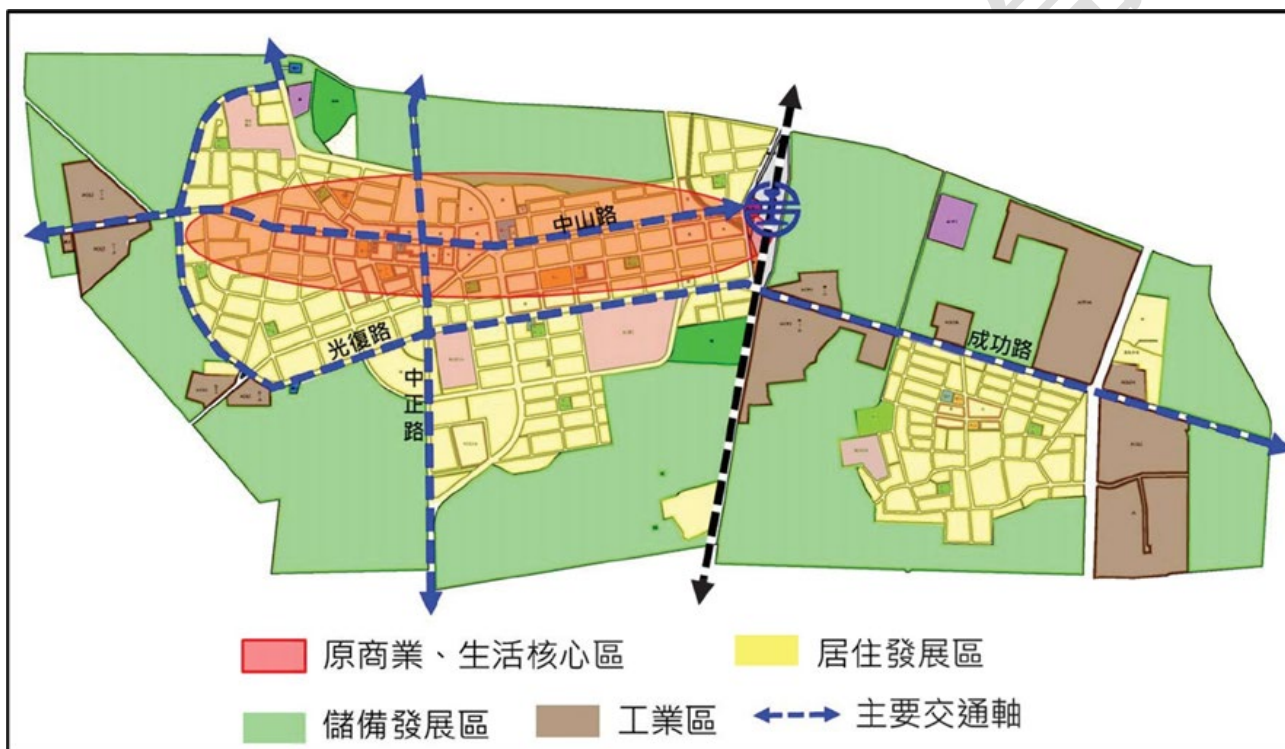 中山路
光復路
中正路
成功路
原商業、生活核心區
居住發展區
儲備發展區
工業區
主要交通軸